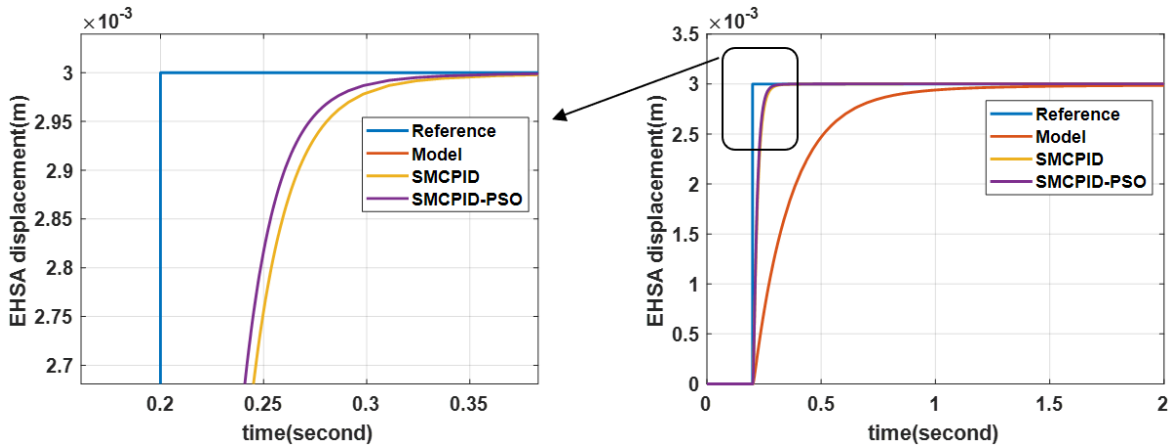 ×10⁻³
3
2.95
2.9
2.85
2.8
2.75
2.7
EHSA displacement(m)
0.2 0.25 0.3 0.35
time(second)
Reference
Model
SMCPID
SMCPID-PSO
×10⁻³
3.5
3
2.5
2
1.5
1
0.5
0
EHSA displacement(m)
0 0.5 1 1.5 2
time(second)
Reference
Model
SMCPID
SMCPID-PSO